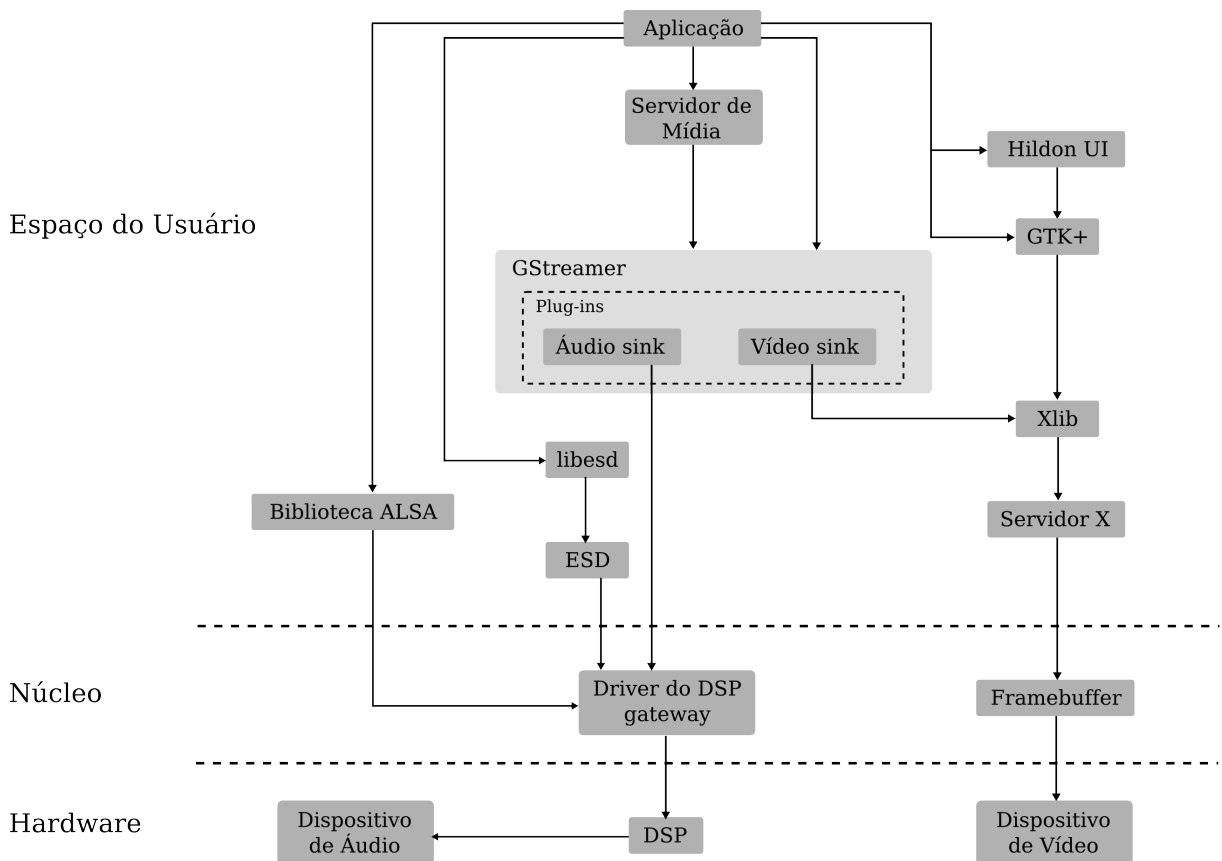 Aplicação
Servidor de
Mídia
Hildon UI
Espaço do Usuário
GTK+
GStreamer
Plug-ins
Áudio sink
Vídeo sink
Xlib
libesd
Biblioteca ALSA
Servidor X
ESD
Núcleo
Driver do DSP
gateway
Framebuffer
Hardware
Dispositivo
de Áudio
DSP
Dispositivo
de Vídeo